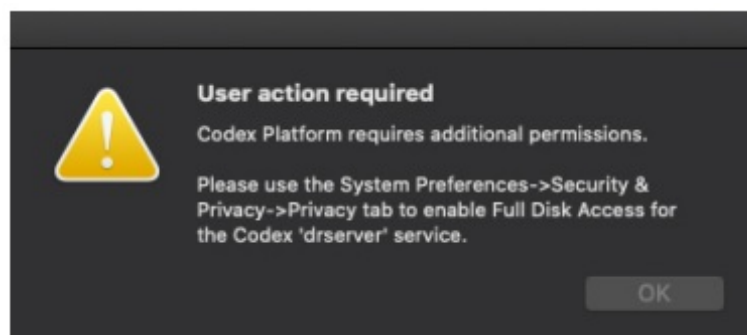 User action required
Codex Platform requires additional permissions.
Please use the System Preferences->Security &
Privacy->Privacy tab to enable Full Disk Access for
the Codex 'drserver' service.
OK